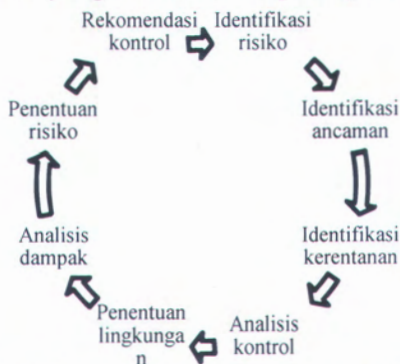 Rekomendasi
kontrol
Identifikasi
risiko
Identifikasi
ancaman
Identifikasi
kerentanan
Analisis
kontrol
Penentuan
lingkunga
n
Analisis
dampak
Penentuan
risiko